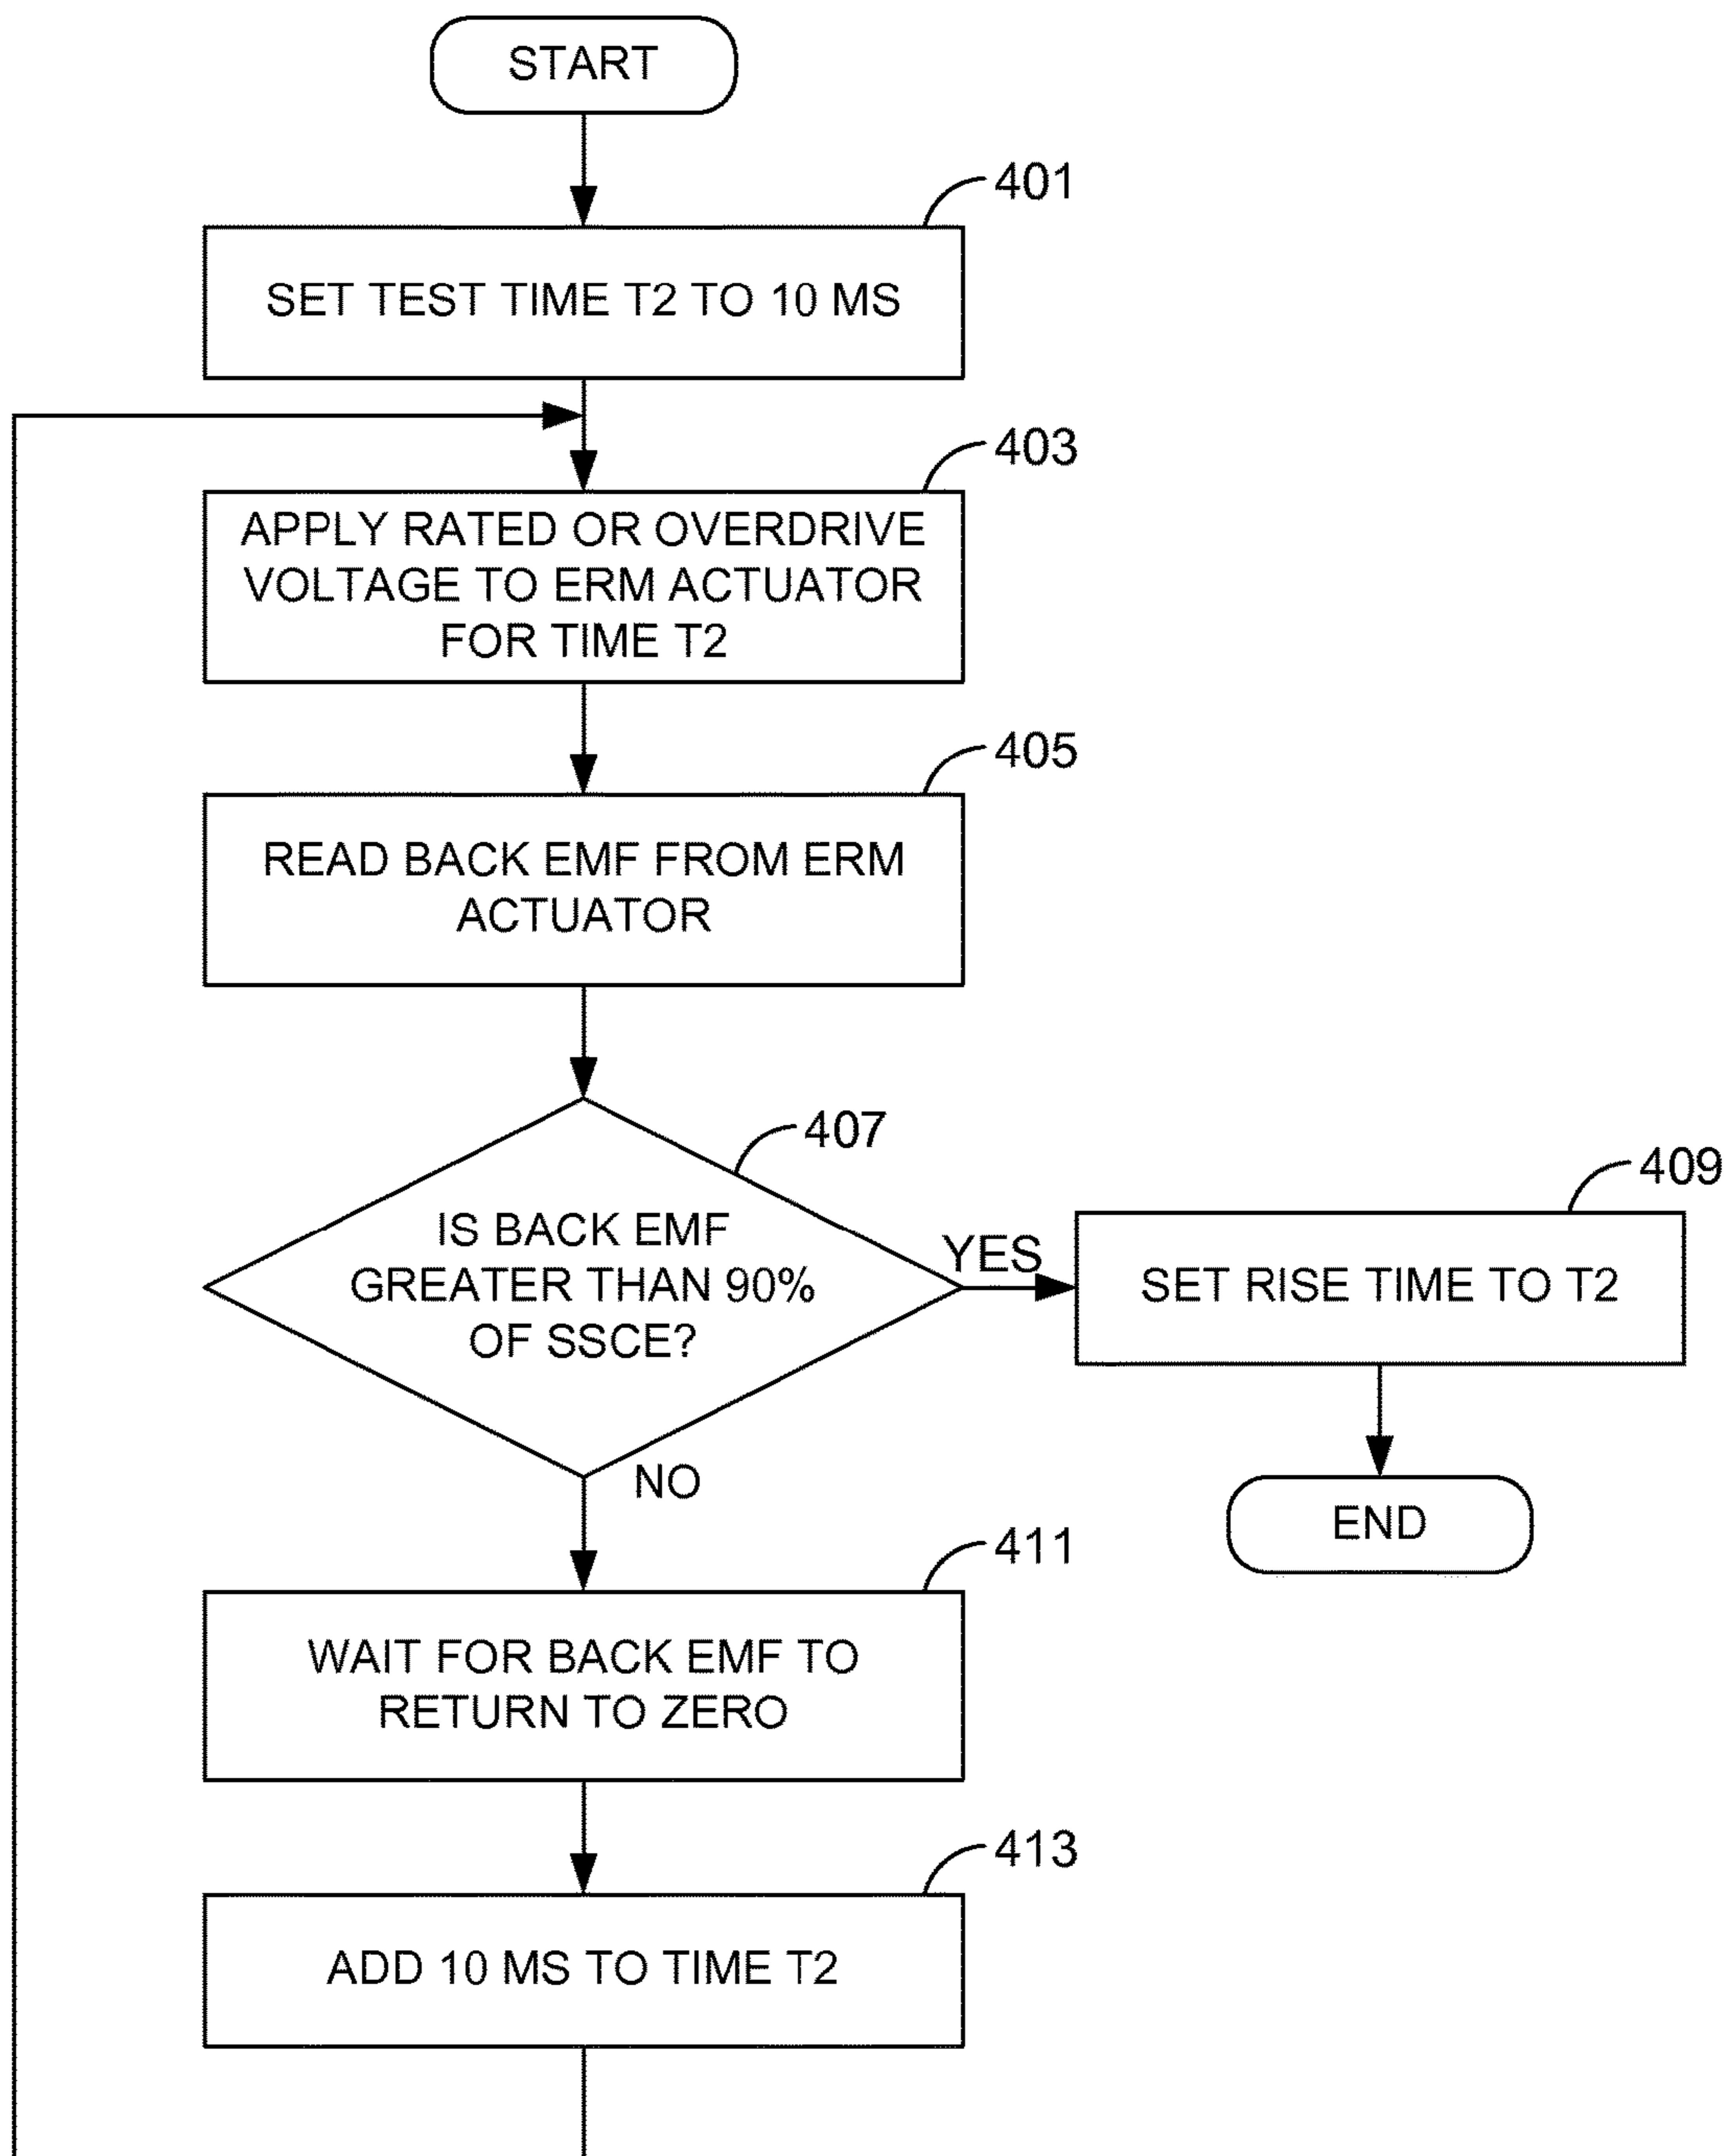 START
401
SET TEST TIME T2 TO 10 MS
403
APPLY RATED OR OVERDRIVE
VOLTAGE TO ERM ACTUATOR
FOR TIME T2
405
READ BACK EMF FROM ERM
ACTUATOR
407
IS BACK EMF
GREATER THAN 90%
OF SSCE?
YES
409
SET RISE TIME TO T2
NO
END
411
WAIT FOR BACK EMF TO
RETURN TO ZERO
413
ADD 10 MS TO TIME T2